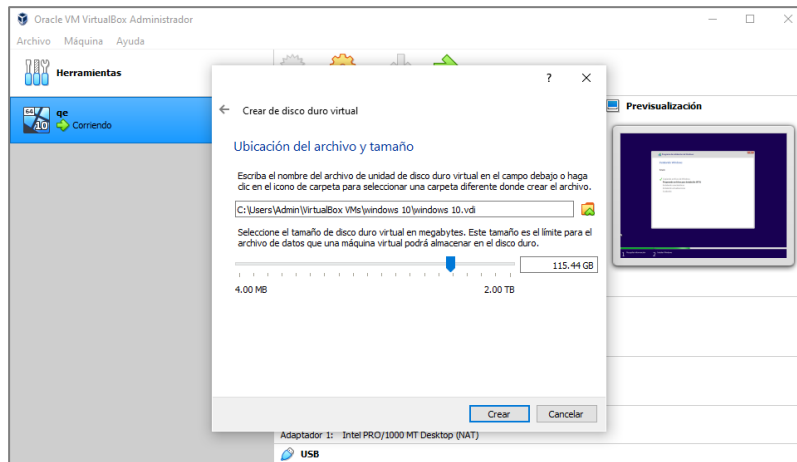 Oracle VM VirtualBox Administrador
Archivo Máquina Ayuda
Herramientas
64
10
qe
Corriendo
?
Crear de disco duro virtual
Ubicación del archivo y tamaño
Escriba el nombre del archivo de unidad de disco duro virtual en el campo debajo o haga
clic en el icono de carpeta para seleccionar una carpeta diferente donde crear el archivo.
C:\Users\Admin\VirtualBox VMs\windows 10\windows 10.vdi
Seleccione el tamaño de disco duro virtual en megabytes. Este tamaño es el límite para el
archivo de datos que una máquina virtual podrá almacenar en el disco duro.
115.44 GB
4.00 MB 2.00 TB
Crear Cancelar
Previsualización
1 2
Adaptador 1: Intel PRO/1000 MT Desktop (NAT)
USB